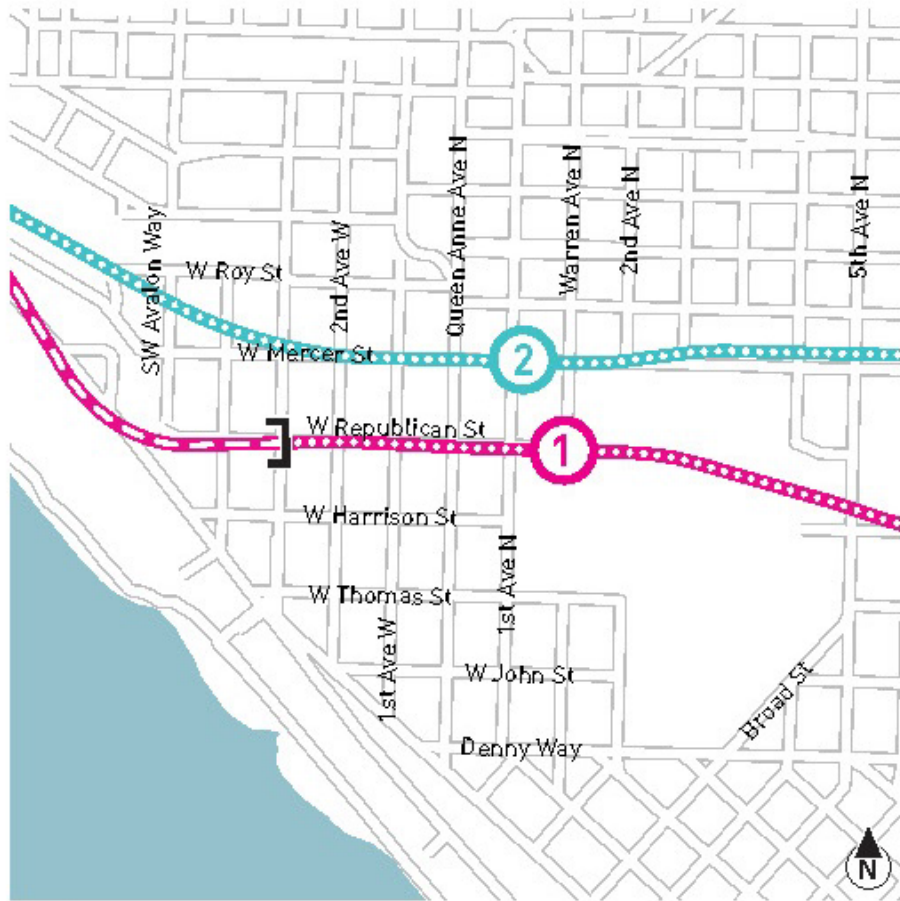 Queen Anne Ave N
Warren Ave N
2nd Ave N
5th Ave N
SW Avalon Way
2nd Ave W
W Roy St
W Mercer St
2
W Republican St
1
W Harrison St
1st Ave N
W Thomas St
1st Ave W
W John St
Broad St
Denny Way
N